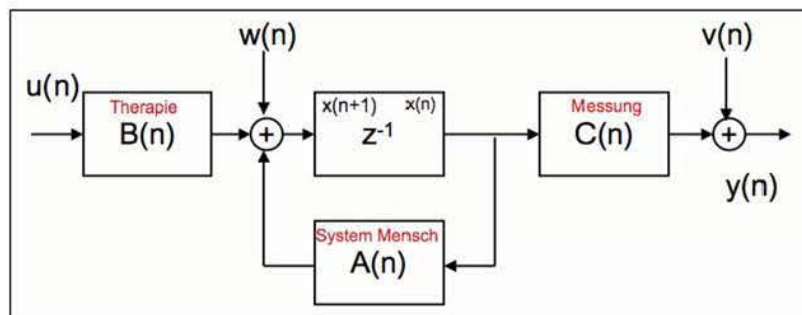 w(n)
v(n)
u(n)
Therapie
B(n)
+
x(n+1) x(n)
z-1
Messung
C(n)
+
y(n)
System Mensch
A(n)